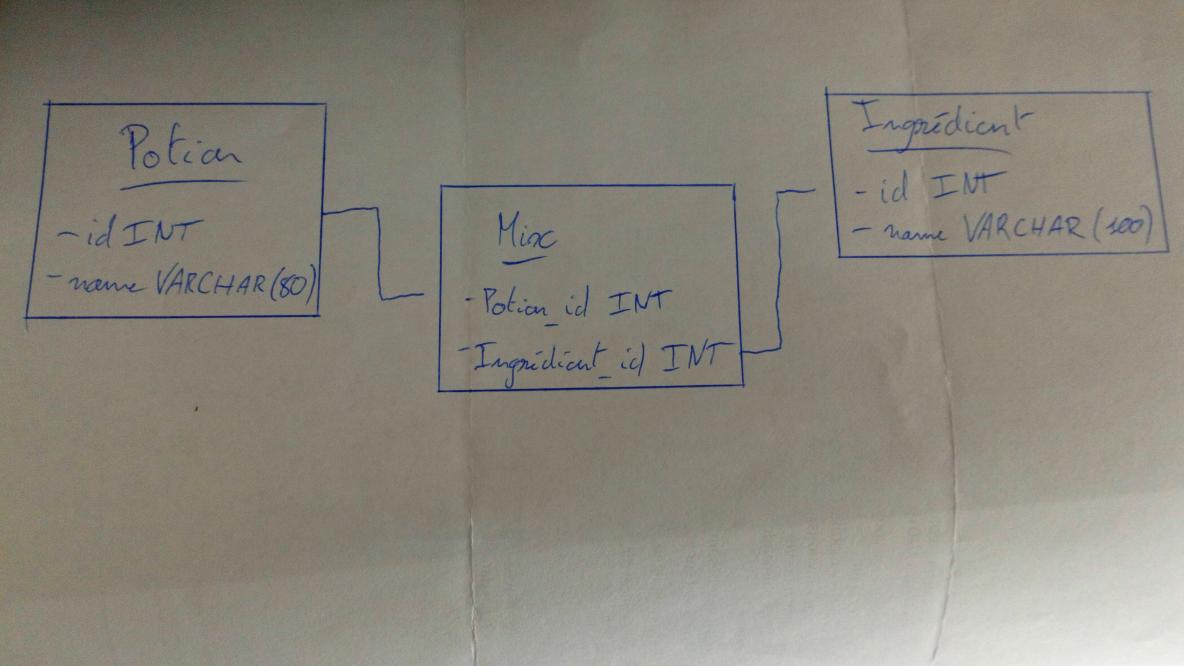 Potion
- id INT
- name VARCHAR(80)
Mix
- Potion_id INT
- Ingrédient_id INT
Ingrédient
- id INT
- name VARCHAR(100)